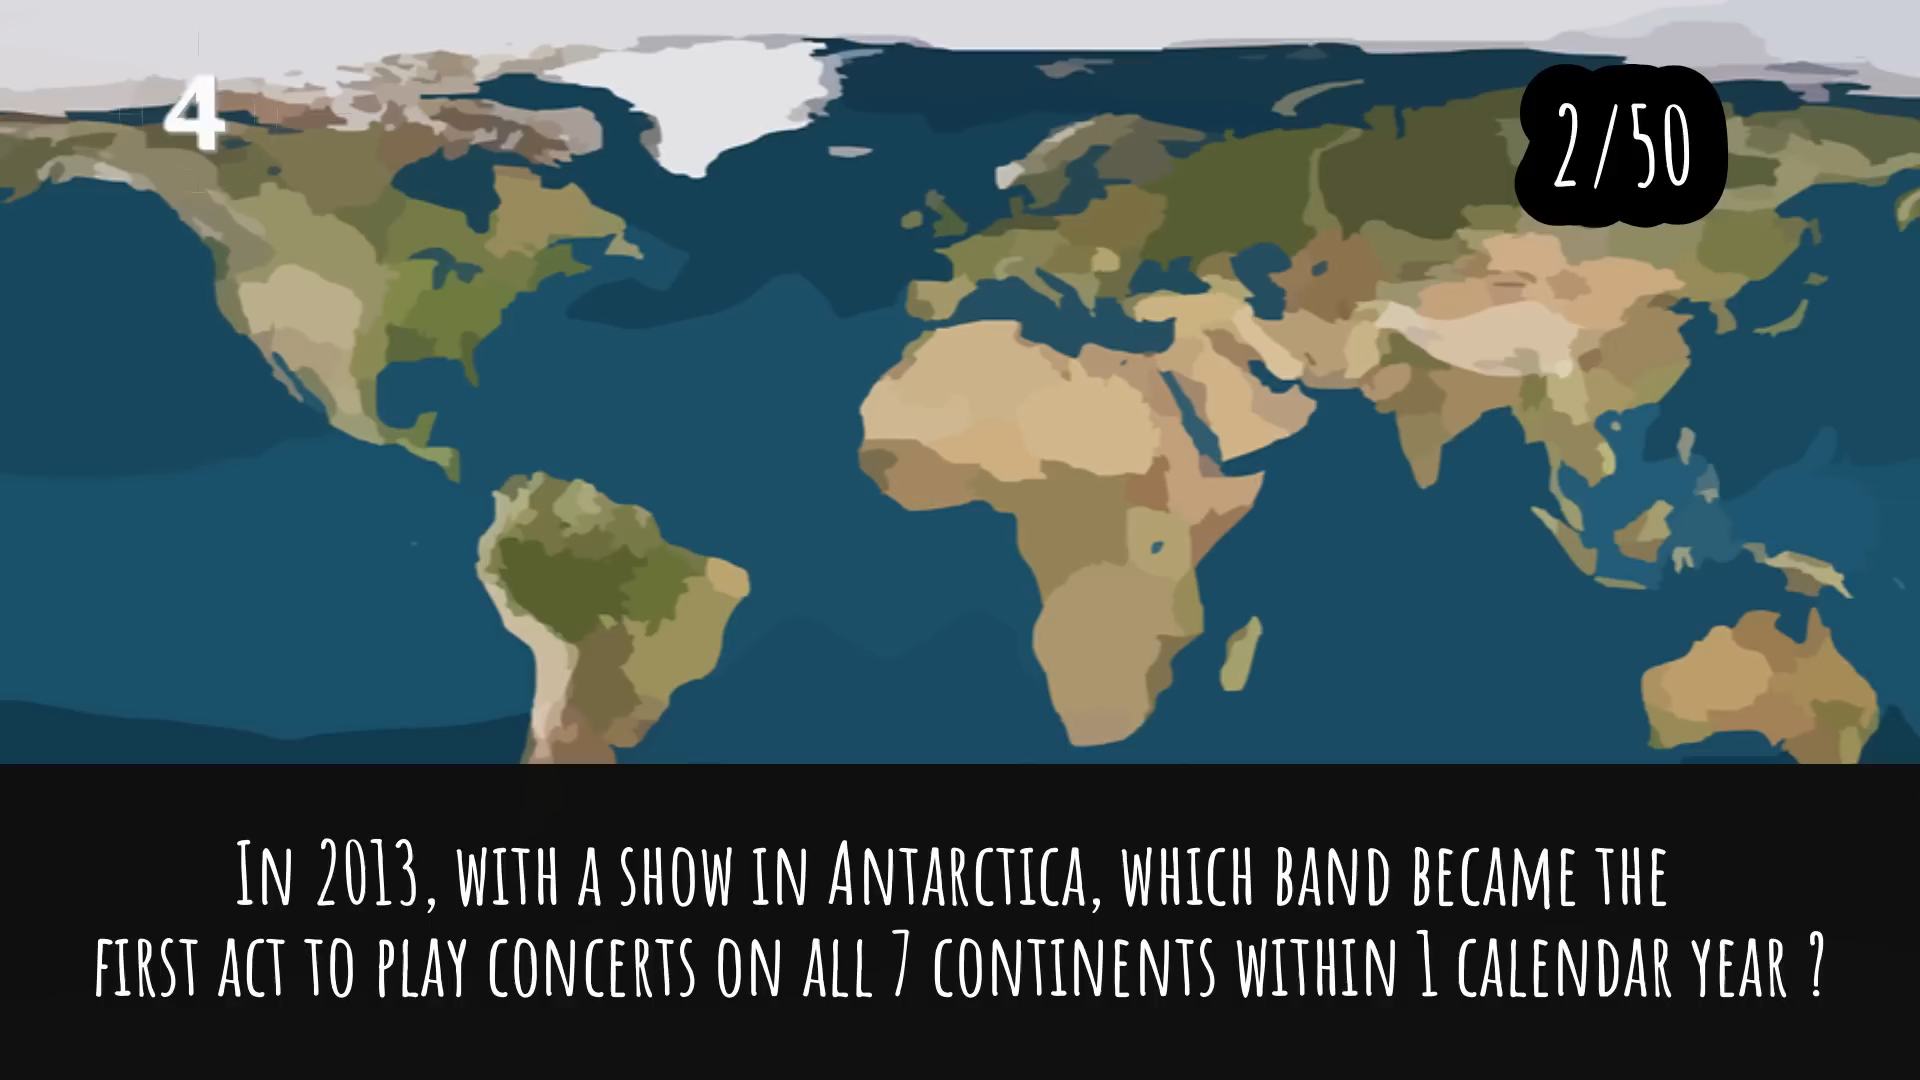 4
2/50
In 2013, with a show in Antarctica, which band became the
first act to play concerts on all 7 continents within 1 calendar year ?